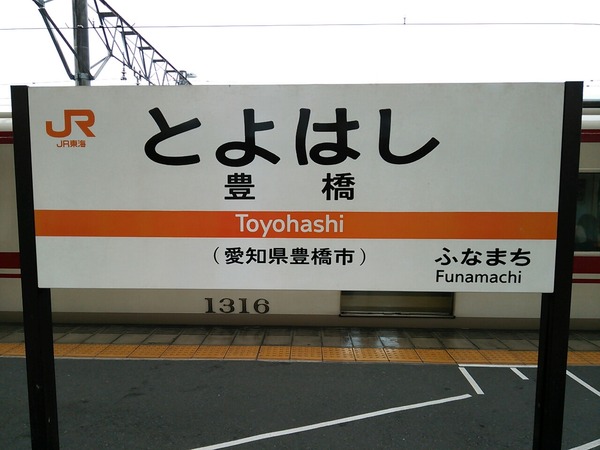 JR
JR東海
とよはし
豊橋
Toyohashi
(愛知県豊橋市)
ふなまち
Funamachi
1316